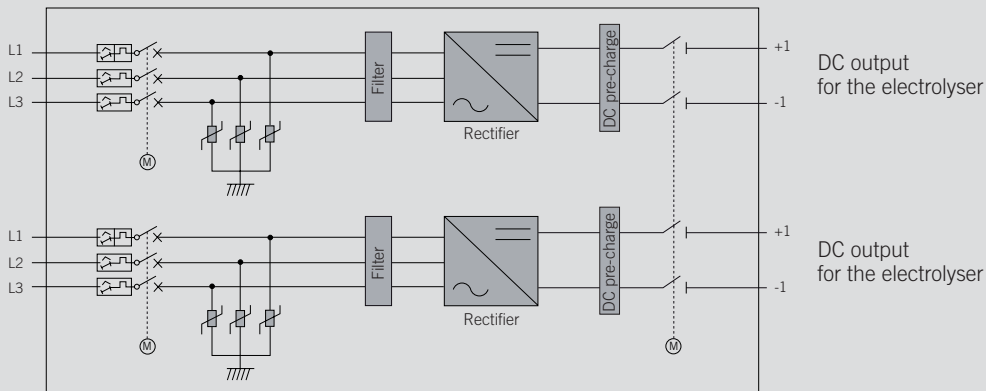 L1
L2
L3
M
Filter
Rectifier
DC pre-charge
+1
-1
DC output
for the electrolyser
L1
L2
L3
M
Filter
Rectifier
DC pre-charge
+1
-1
M
DC output
for the electrolyser